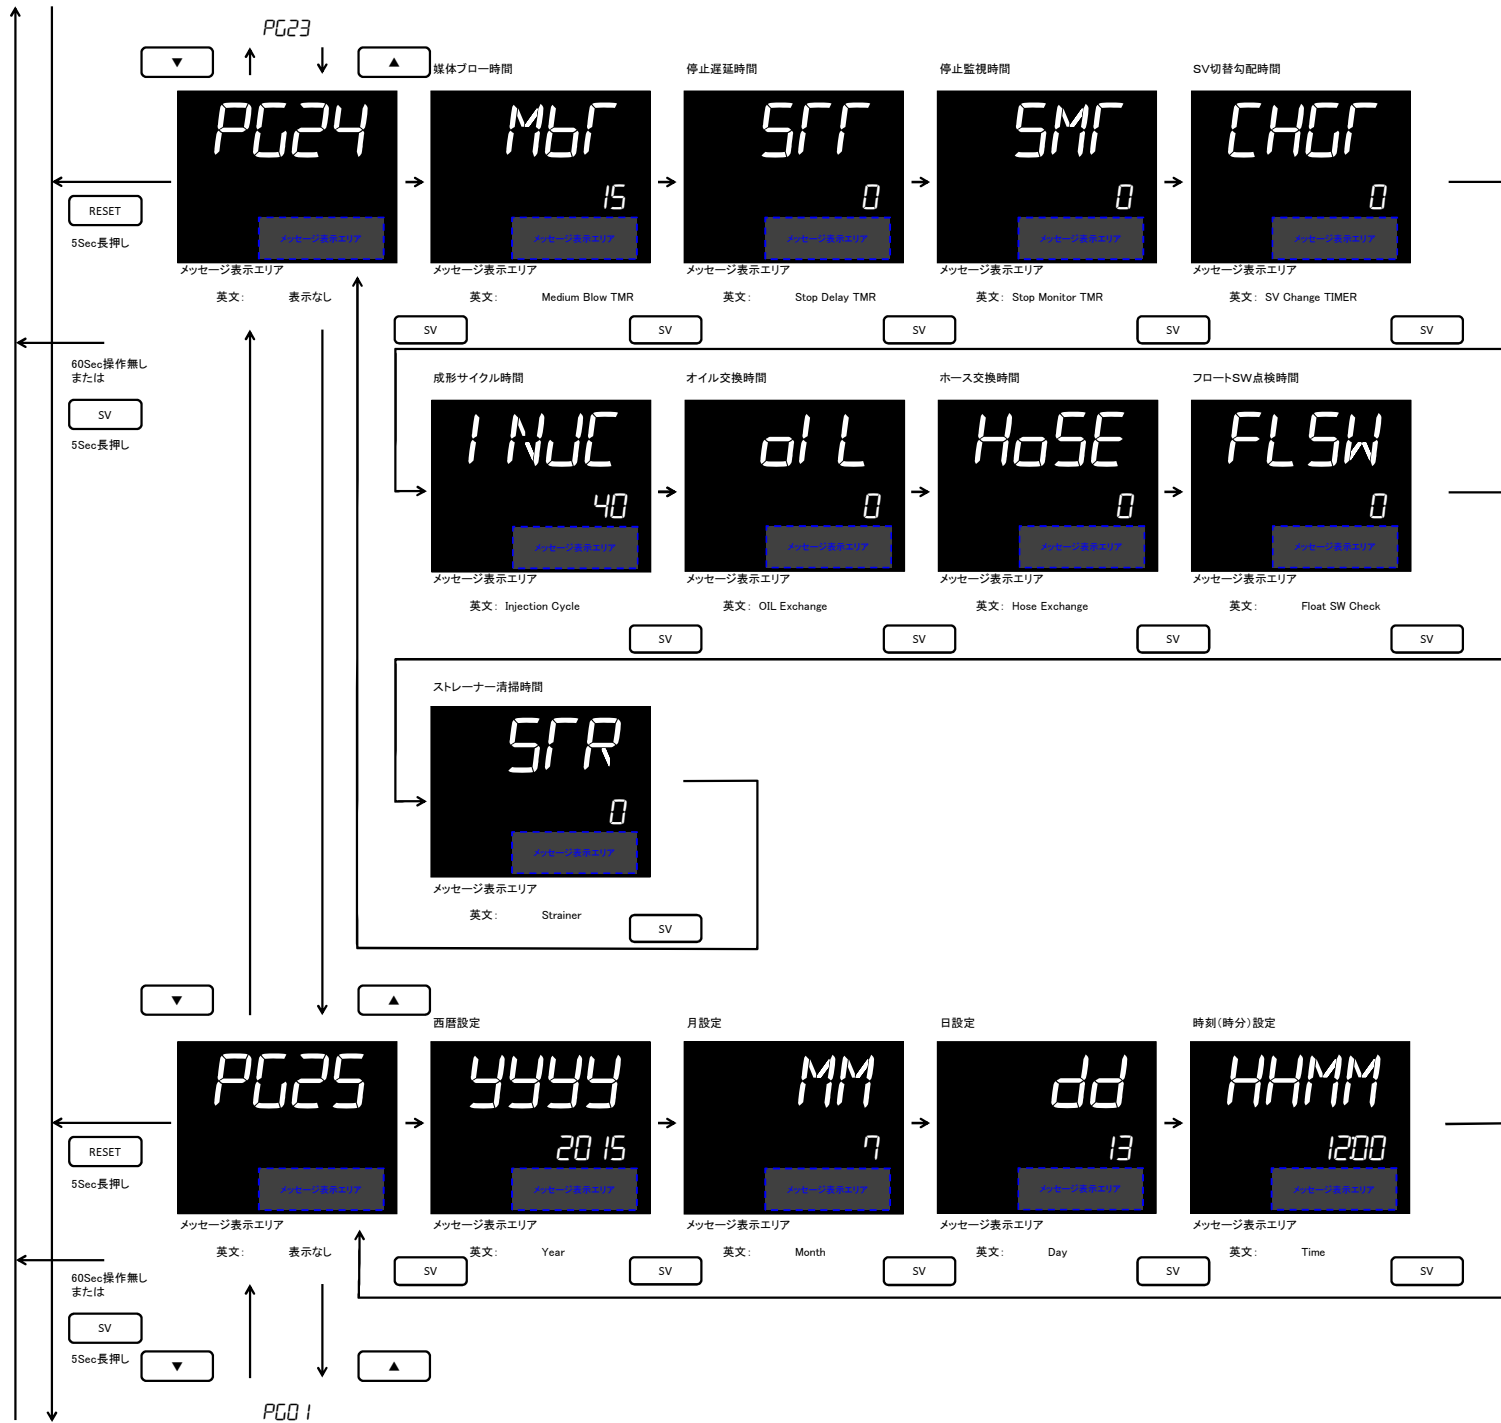 PG23
▼
▲
媒体ブロー時間
停止遅延時間
停止監視時間
SV切替勾配時間
PG24
MbT
STT
SMT
CHGT
15
0
0
0
RESET
5Sec長押し
メッセージ表示エリア
メッセージ表示エリア
メッセージ表示エリア
メッセージ表示エリア
メッセージ表示エリア
メッセージ表示エリア
メッセージ表示エリア
メッセージ表示エリア
メッセージ表示エリア
メッセージ表示エリア
英文: 表示なし
英文: Medium Blow TMR
英文: Stop Delay TMR
英文: Stop Monitor TMR
英文: SV Change TIMER
SV
SV
SV
SV
SV
60Sec操作無し
または
SV
5Sec長押し
成形サイクル時間
オイル交換時間
ホース交換時間
フロートSW点検時間
INJC
oIL
HoSE
FLSW
40
0
0
0
メッセージ表示エリア
メッセージ表示エリア
メッセージ表示エリア
メッセージ表示エリア
メッセージ表示エリア
メッセージ表示エリア
メッセージ表示エリア
メッセージ表示エリア
英文: Injection Cycle
英文: OIL Exchange
英文: Hose Exchange
英文: Float SW Check
SV
SV
SV
SV
ストレーナー清掃時間
STR
0
メッセージ表示エリア
メッセージ表示エリア
英文: Strainer
SV
▼
▲
西暦設定
月設定
日設定
時刻(時分)設定
PG25
yyyy
MM
dd
HHMM
2015
7
13
12:00
RESET
5Sec長押し
メッセージ表示エリア
メッセージ表示エリア
メッセージ表示エリア
メッセージ表示エリア
メッセージ表示エリア
メッセージ表示エリア
メッセージ表示エリア
メッセージ表示エリア
メッセージ表示エリア
メッセージ表示エリア
英文: 表示なし
英文: Year
英文: Month
英文: Day
英文: Time
SV
SV
SV
SV
SV
60Sec操作無し
または
SV
5Sec長押し
▼
▲
PG01